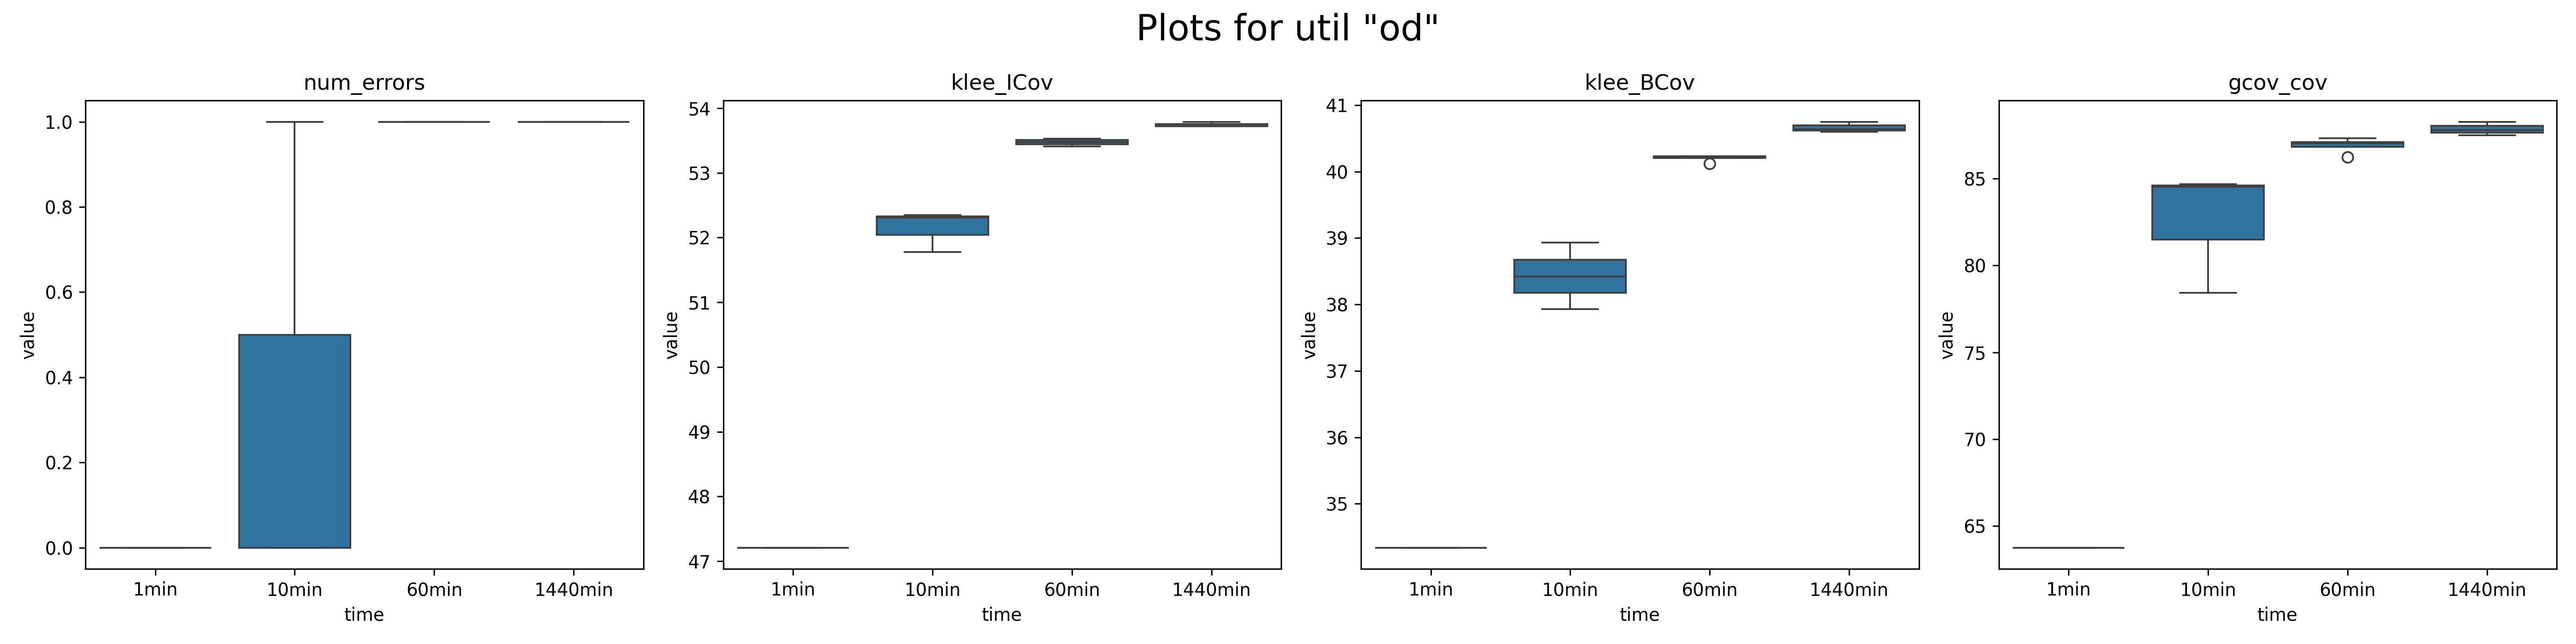 Plots for util "od"
num_errors
1.0
0.8
0.6
0.4
0.2
0.0
value
1min 10min 60min 1440min
time
klee_ICov
54
53
52
51
50
49
48
47
value
1min 10min 60min 1440min
time
klee_BCov
41
40
39
38
37
36
35
value
1min 10min 60min 1440min
time
gcov_cov
85
80
75
70
65
value
1min 10min 60min 1440min
time